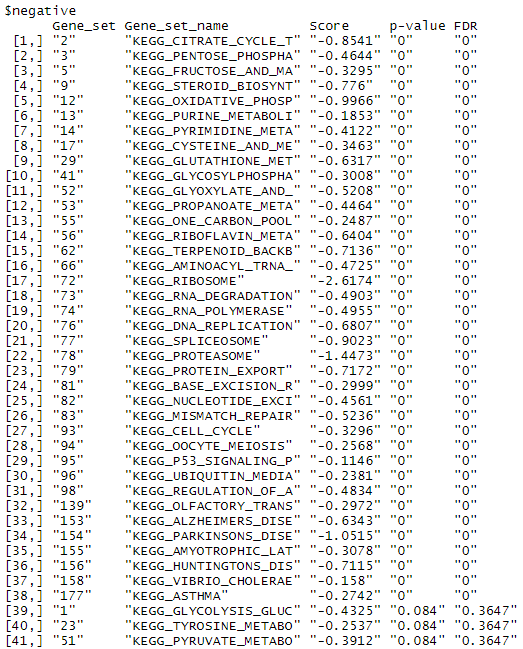 $negative
Gene_set Gene_set_name Score p-value FDR
[1,] "2" "KEGG_CITRATE_CYCLE_T" "-0.8541" "0" "0"
[2,] "3" "KEGG_PENTOSE_PHOSPHA" "-0.4644" "0" "0"
[3,] "5" "KEGG_FRUCTOSE_AND_MA" "-0.3295" "0" "0"
[4,] "9" "KEGG_STEROID_BIOSYNT" "-0.776" "0" "0"
[5,] "12" "KEGG_OXIDATIVE_PHOSP" "-0.9966" "0" "0"
[6,] "13" "KEGG_PURINE_METABOLI" "-0.1853" "0" "0"
[7,] "14" "KEGG_PYRIMIDINE_META" "-0.4122" "0" "0"
[8,] "17" "KEGG_CYSTEINE_AND_ME" "-0.3463" "0" "0"
[9,] "29" "KEGG_GLUTATHIONE_MET" "-0.6317" "0" "0"
[10,] "41" "KEGG_GLYCOSYLPHOSPHA" "-0.3008" "0" "0"
[11,] "52" "KEGG_GLYOXYLATE_AND_" "-0.5208" "0" "0"
[12,] "53" "KEGG_PROPANOATE_META" "-0.4464" "0" "0"
[13,] "55" "KEGG_ONE_CARBON_POOL" "-0.2487" "0" "0"
[14,] "56" "KEGG_RIBOFLAVIN_META" "-0.6404" "0" "0"
[15,] "62" "KEGG_TERPENOID_BACKB" "-0.7136" "0" "0"
[16,] "66" "KEGG_AMINOACYL_TRNA_" "-0.4725" "0" "0"
[17,] "72" "KEGG_RIBOSOME" "-2.6174" "0" "0"
[18,] "73" "KEGG_RNA_DEGRADATION" "-0.4903" "0" "0"
[19,] "74" "KEGG_RNA_POLYMERASE" "-0.4955" "0" "0"
[20,] "76" "KEGG_DNA_REPLICATION" "-0.6807" "0" "0"
[21,] "77" "KEGG_SPLICEOSOME" "-0.9023" "0" "0"
[22,] "78" "KEGG_PROTEASOME" "-1.4473" "0" "0"
[23,] "79" "KEGG_PROTEIN_EXPORT" "-0.7172" "0" "0"
[24,] "81" "KEGG_BASE_EXCISION_R" "-0.2999" "0" "0"
[25,] "82" "KEGG_NUCLEOTIDE_EXCI" "-0.4561" "0" "0"
[26,] "83" "KEGG_MISMATCH_REPAIR" "-0.5236" "0" "0"
[27,] "93" "KEGG_CELL_CYCLE" "-0.3296" "0" "0"
[28,] "94" "KEGG_OOCYTE_MEIOSIS" "-0.2568" "0" "0"
[29,] "95" "KEGG_P53_SIGNALING_P" "-0.1146" "0" "0"
[30,] "96" "KEGG_UBIQUITIN_MEDIA" "-0.2381" "0" "0"
[31,] "98" "KEGG_REGULATION_OF_A" "-0.4834" "0" "0"
[32,] "139" "KEGG_OLFACTORY_TRANS" "-0.2972" "0" "0"
[33,] "153" "KEGG_ALZHEIMERS_DISE" "-0.6343" "0" "0"
[34,] "154" "KEGG_PARKINSONS_DISE" "-1.0515" "0" "0"
[35,] "155" "KEGG_AMYOTROPHIC_LAT" "-0.3078" "0" "0"
[36,] "156" "KEGG_HUNTINGTONS_DIS" "-0.7115" "0" "0"
[37,] "158" "KEGG_VIBRIO_CHOLERAE" "-0.158" "0" "0"
[38,] "177" "KEGG_ASTHMA" "-0.2742" "0" "0"
[39,] "1" "KEGG_GLYCOLYSIS_GLUC" "-0.4325" "0.084" "0.3647"
[40,] "23" "KEGG_TYROSINE_METABO" "-0.2537" "0.084" "0.3647"
[41,] "51" "KEGG_PYRUVATE_METABO" "-0.3912" "0.084" "0.3647"